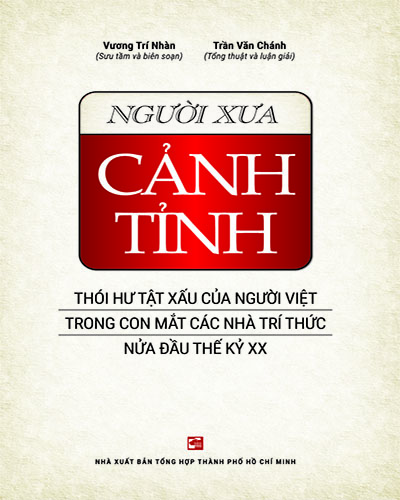 Vương Trí Nhàn
(Sưu tầm và biên soạn)
Trần Văn Chánh
(Tổng thuật và luận giải)
NGƯỜI XƯA
CẢNH
TỈNH
THÓI HƯ TẬT XẤU CỦA NGƯỜI VIỆT
TRONG CON MẮT CÁC NHÀ TRÍ THỨC
NỬA ĐẦU THẾ KỶ XX
NHÀ XUẤT BẢN TỔNG HỢP THÀNH PHỐ HỒ CHÍ MINH